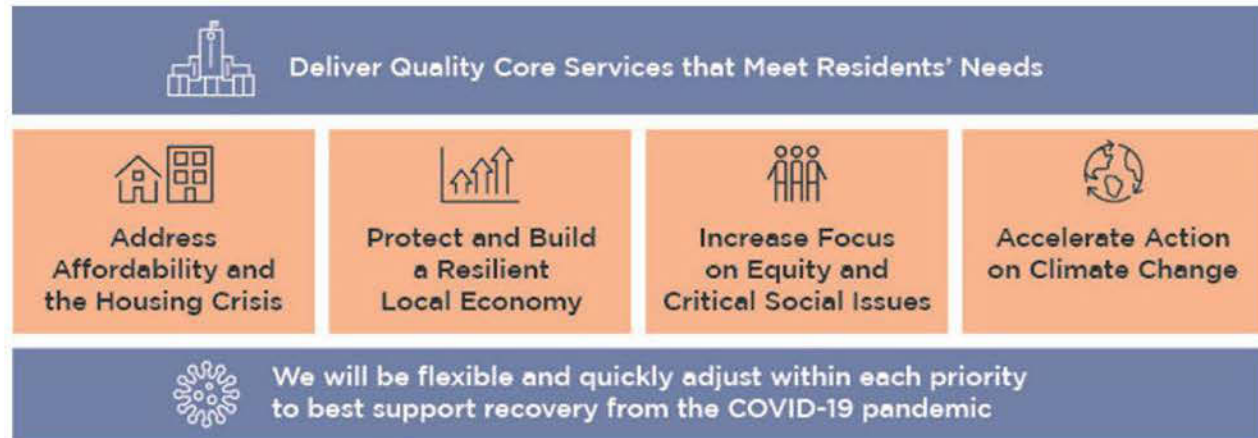 Deliver Quality Core Services that Meet Residents’ Needs
Address
Affordability and
the Housing Crisis
Protect and Build
a Resilient
Local Economy
Increase Focus
on Equity and
Critical Social Issues
Accelerate Action
on Climate Change
We will be flexible and quickly adjust within each priority
to best support recovery from the COVID-19 pandemic